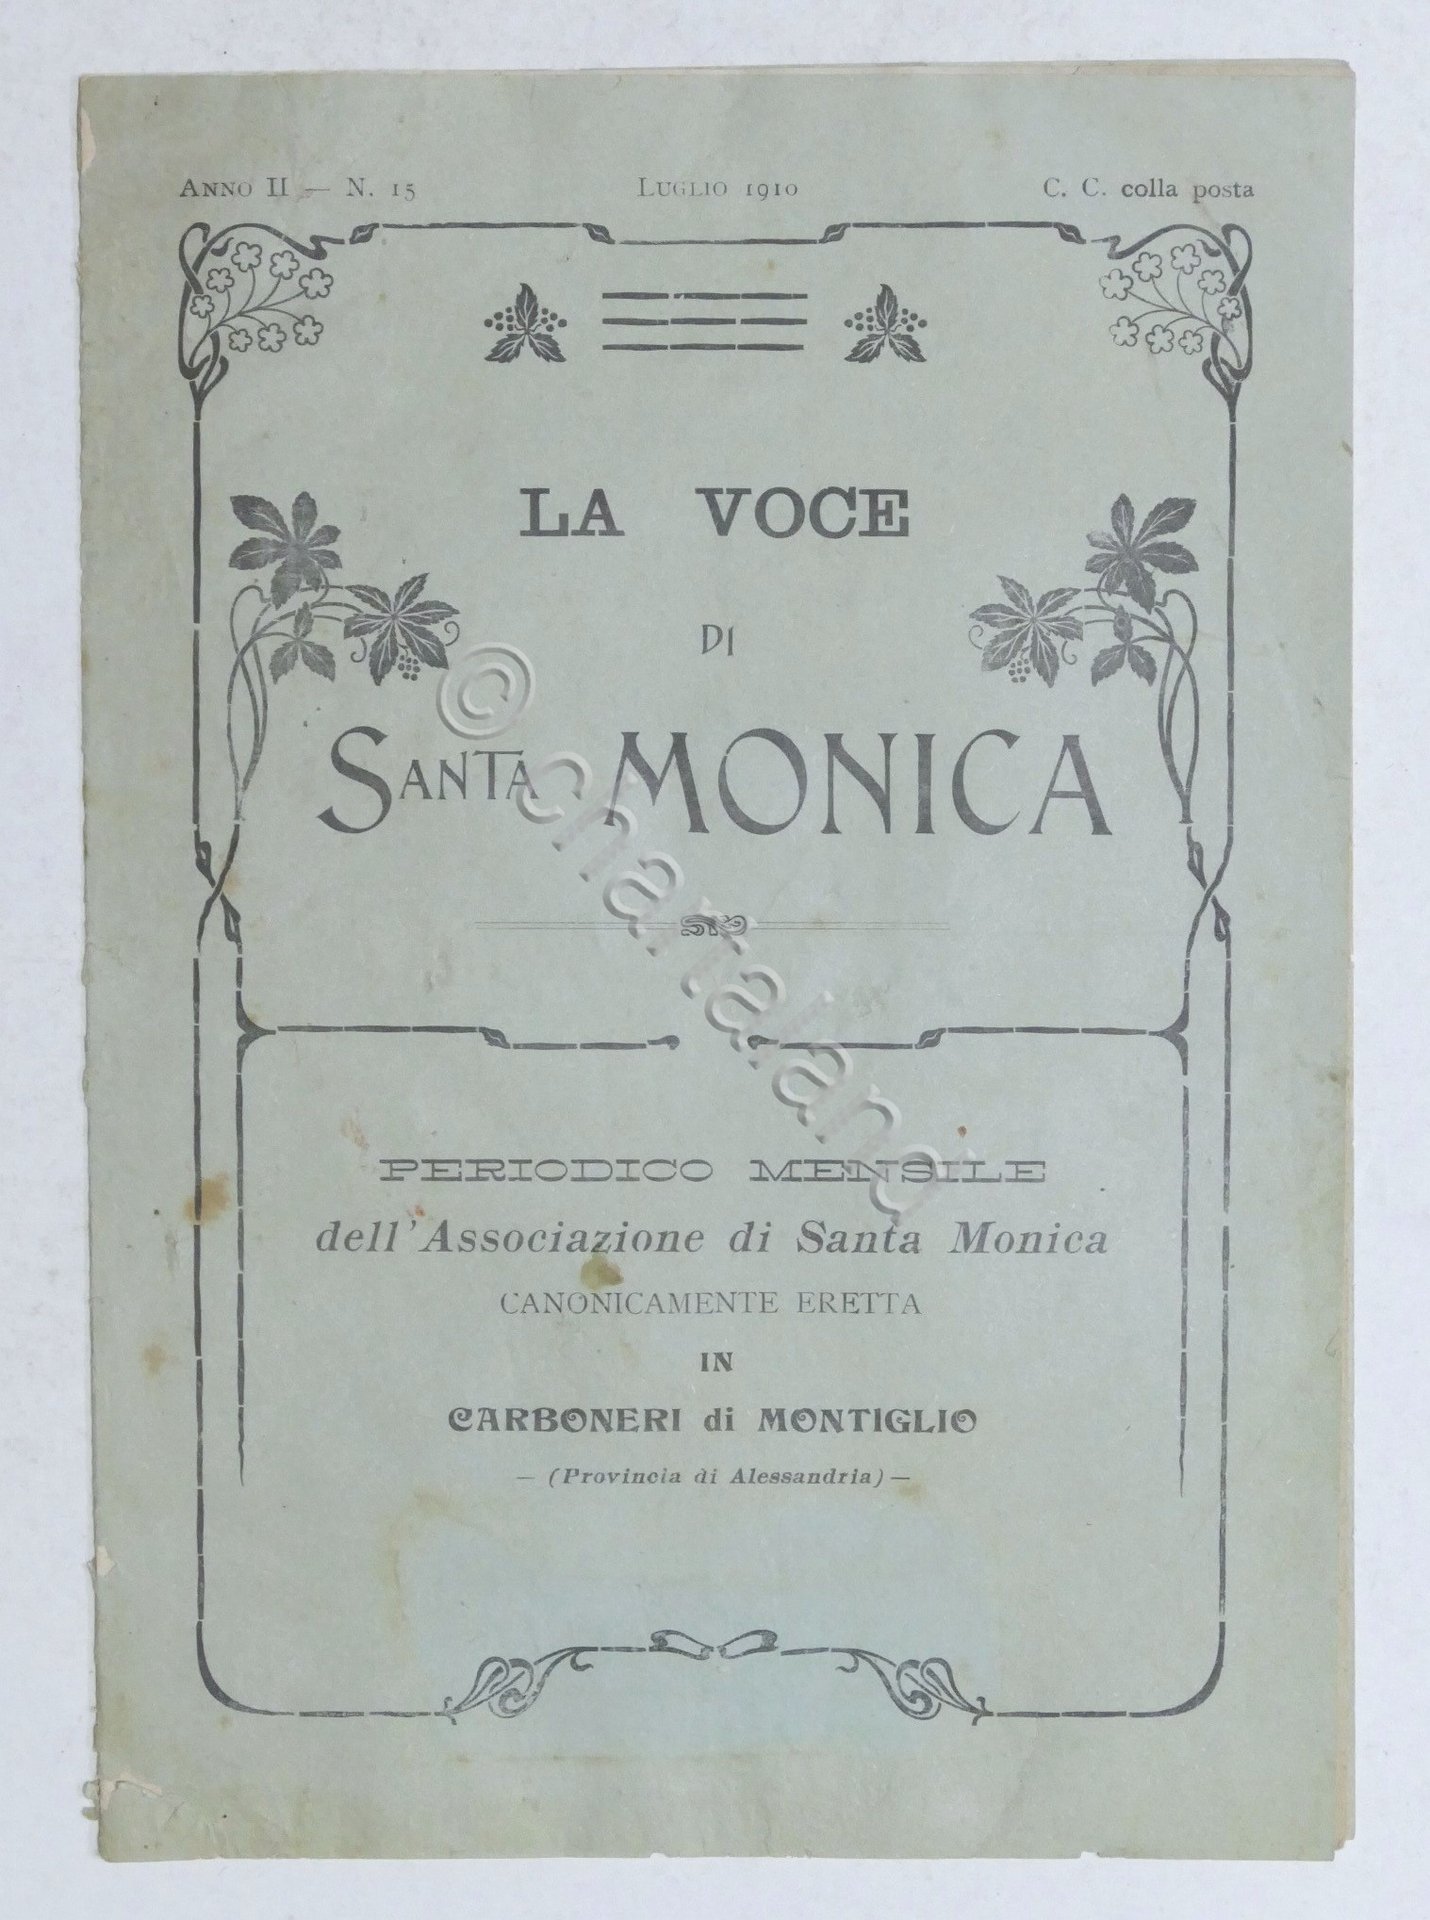 ANNO II — N. 15 LUGLIO 1910 C. C. colla posta
LA VOCE
DI
SANTA MONICA
PERIODICO MENSILE
dell'Associazione di Santa Monica
CANONICAMENTE ERETTA
IN
CARBONERI di MONTIGLIO
— (Provincia di Alessandria) —
© chartaland